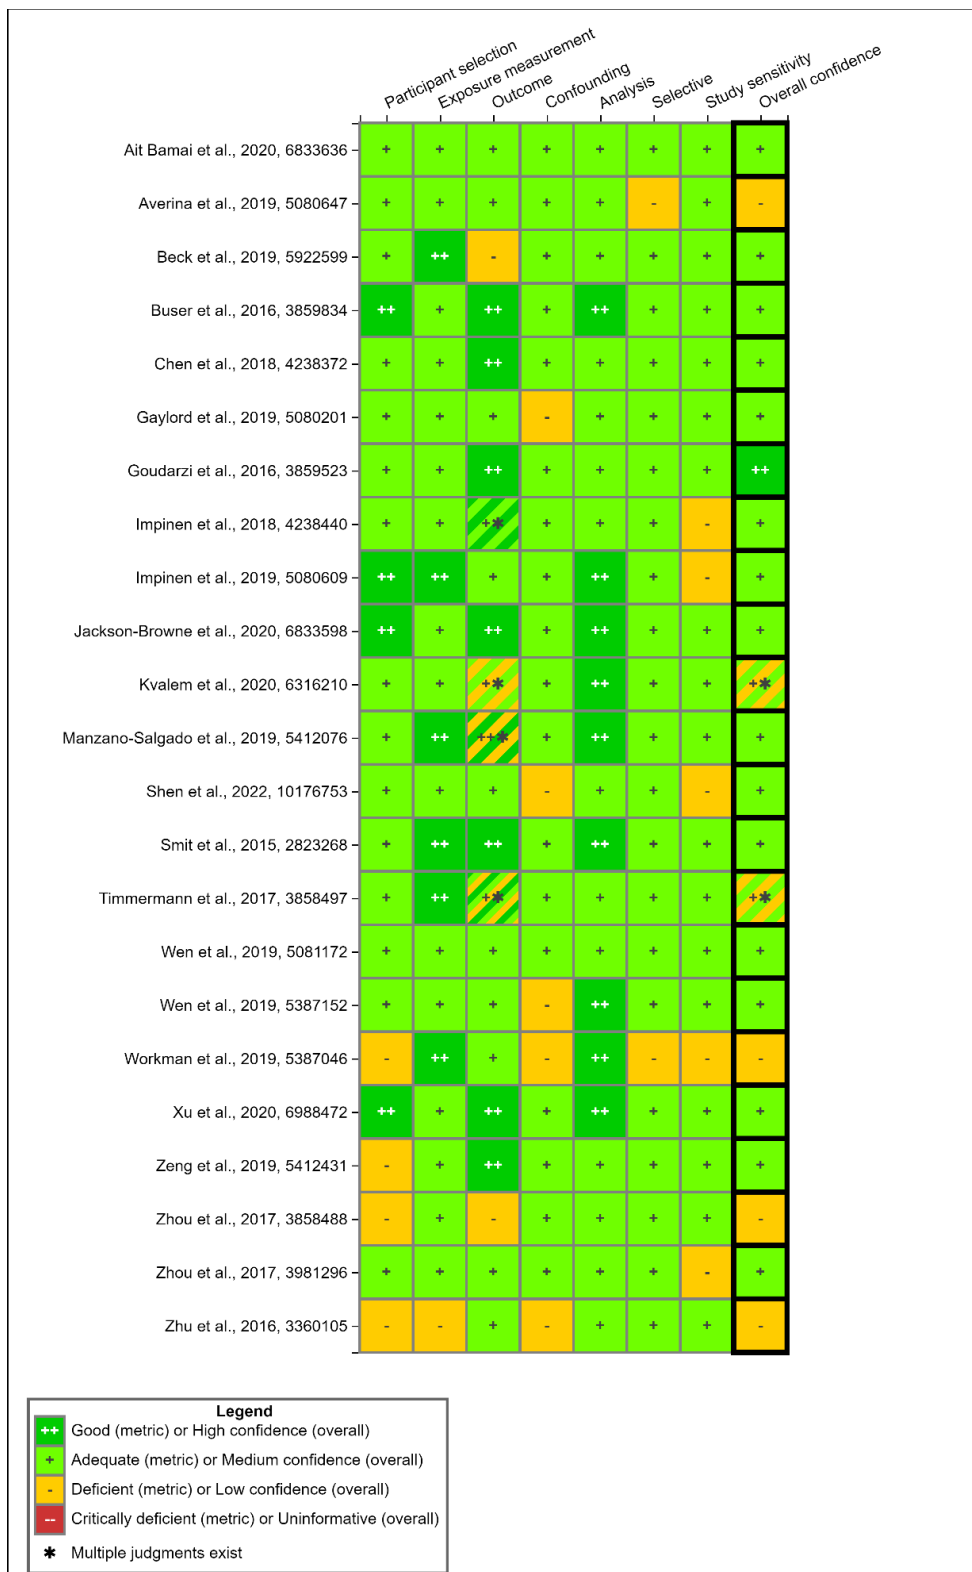 Participant selection
Exposure measurement
Outcome
Confounding
Analysis
Selective
Study sensitivity
Overall confidence
Ait Bamai et al., 2020, 6833636 + + + + + + + +
Averina et al., 2019, 5080647 + + + + + - + -
Beck et al., 2019, 5922599 + ++ - + + + + +
Buser et al., 2016, 3859834 ++ + ++ + ++ + + +
Chen et al., 2018, 4238372 + + ++ + + + + +
Gaylord et al., 2019, 5080201 + + + - + + + +
Goudarzi et al., 2016, 3859523 + + ++ + + + + ++
Impinen et al., 2018, 4238440 + + +✱ + + + - +
Impinen et al., 2019, 5080609 ++ ++ + + ++ + - +
Jackson-Browne et al., 2020, 6833598 ++ + ++ + ++ + + +
Kvalem et al., 2020, 6316210 + + +✱ + ++ + + +✱
Manzano-Salgado et al., 2019, 5412076 + ++ ++✱ + ++ + + +
Shen et al., 2022, 10176753 + + + - + + - +
Smit et al., 2015, 2823268 + ++ ++ + ++ + + +
Timmermann et al., 2017, 3858497 + ++ +✱ + + + + +✱
Wen et al., 2019, 5081172 + + + + + + + +
Wen et al., 2019, 5387152 + + + - ++ + + +
Workman et al., 2019, 5387046 - ++ + - ++ - - -
Xu et al., 2020, 6988472 ++ + ++ + ++ + + +
Zeng et al., 2019, 5412431 - + ++ + + + + +
Zhou et al., 2017, 3858488 - + - + + + + -
Zhou et al., 2017, 3981296 + + + + + + - +
Zhu et al., 2016, 3360105 - - + - + + + -
Legend
++ Good (metric) or High confidence (overall)
+ Adequate (metric) or Medium confidence (overall)
- Deficient (metric) or Low confidence (overall)
-- Critically deficient (metric) or Uninformative (overall)
✱ Multiple judgments exist